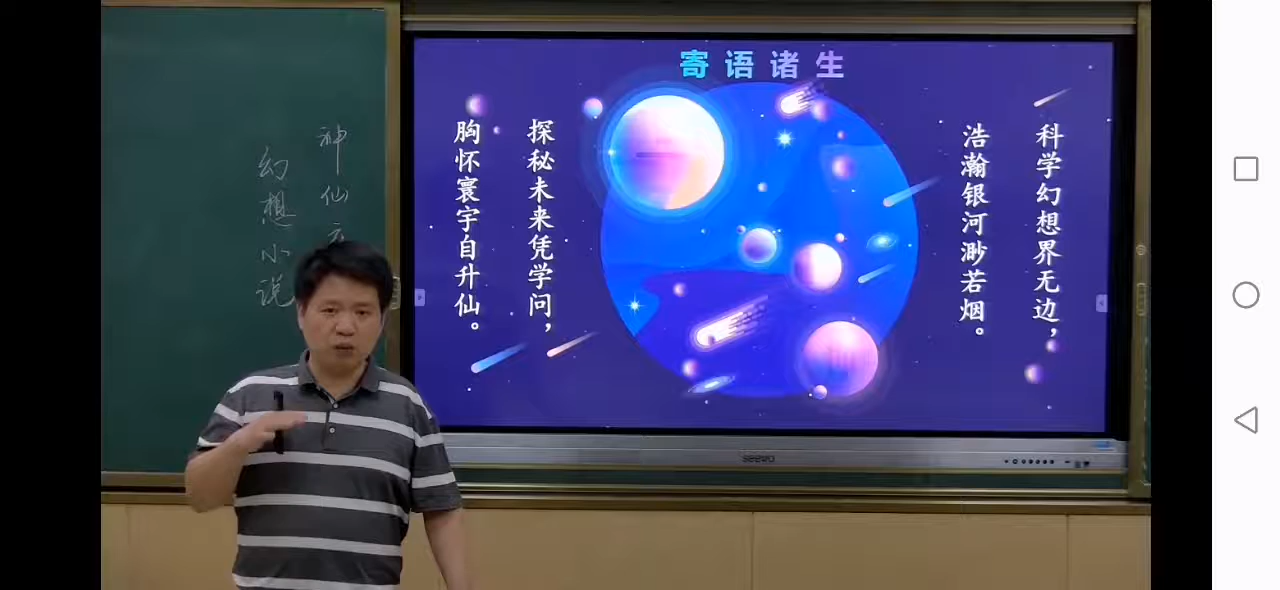 寄语诸生
科学幻想界无边，
浩瀚银河渺若烟。
探秘未来凭学问，
胸怀寰宇自升仙。
神仙
幻想小说
seewo